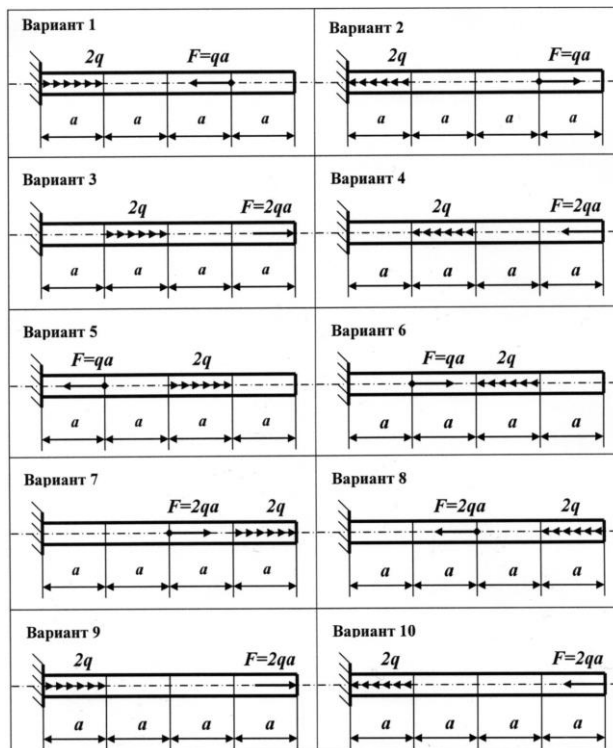 Вариант 1
2q F=qa
a a a a
Вариант 2
2q F=qa
a a a a
Вариант 3
2q F=2qa
a a a a
Вариант 4
2q F=2qa
a a a a
Вариант 5
F=qa 2q
a a a a
Вариант 6
F=qa 2q
a a a a
Вариант 7
F=2qa 2q
a a a a
Вариант 8
F=2qa 2q
a a a a
Вариант 9
2q F=2qa
a a a a
Вариант 10
2q F=2qa
a a a a